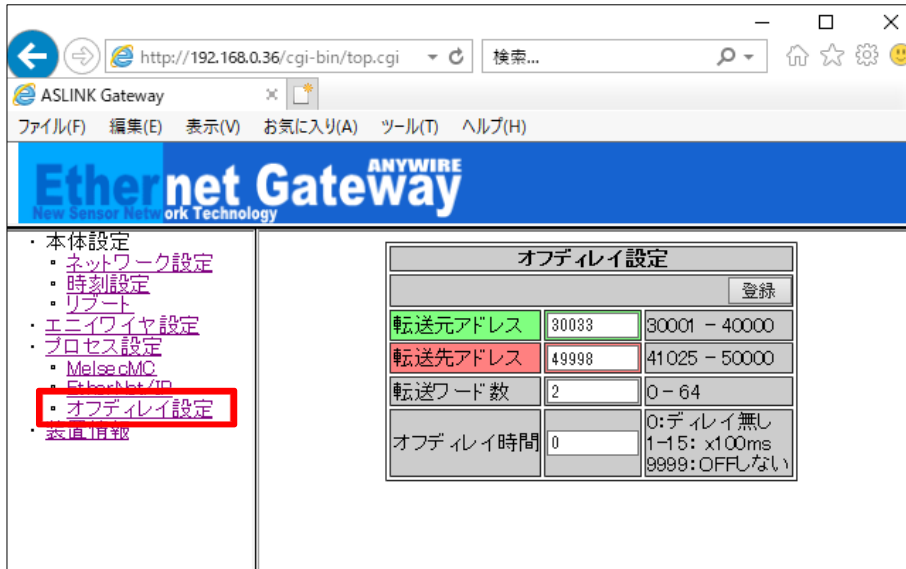 http://192.168.0.36/cgi-bin/top.cgi
検索...
ASLINK Gateway
ファイル(F) 編集(E) 表示(V) お気に入り(A) ツール(T) ヘルプ(H)
Ethernet Gateway
ANYWIRE
New Sensor Network Technology
・本体設定
▪ ネットワーク設定
▪ 時刻設定
▪ リブート
・エニイワイヤ設定
・プロセス設定
▪ MelsecMC
▪ EtherNet/IP
▪ オフディレイ設定
・装置情報
オフディレイ設定
登録
転送元アドレス 30033 30001 - 40000
転送先アドレス 49998 41025 - 50000
転送ワード数 2 0 - 64
オフディレイ時間 0 0:ディレイ無し
1-15: x100ms
9999:OFFしない